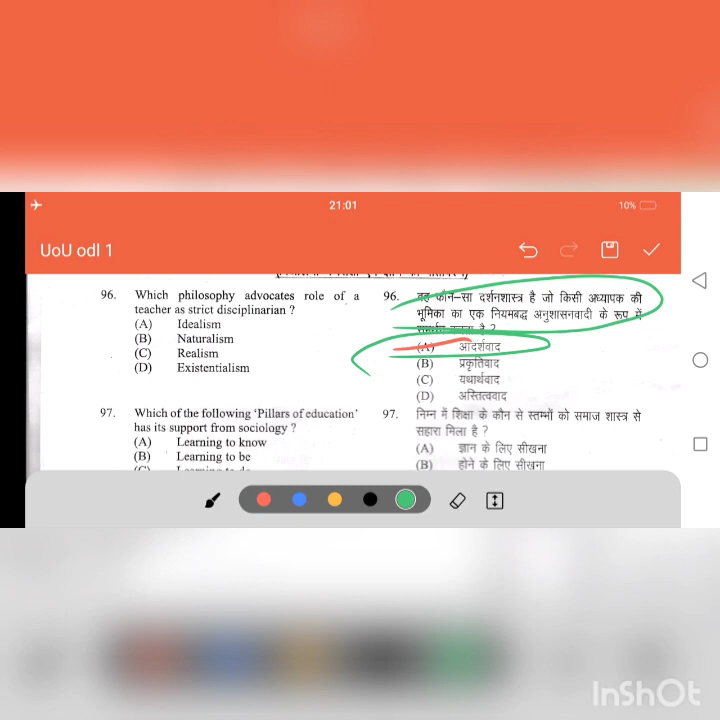 21:01
10%
UoU odl 1
96. Which philosophy advocates role of a
teacher as strict disciplinarian ?
(A) Idealism
(B) Naturalism
(C) Realism
(D) Existentialism
97. Which of the following ‘Pillars of education’
has its support from sociology ?
(A) Learning to know
(B) Learning to be
96. वह कौन-सा दर्शनशास्त्र है जो किसी अध्यापक की
भूमिका का एक नियमबद्ध अनुशासनवादी के रूप में
समर्थन करता है ?
(A) आदर्शवाद
(B) प्रकृतिवाद
(C) यथार्थवाद
(D) अस्तित्ववाद
97. निम्न में शिक्षा के कौन से स्तम्भों को समाज शास्त्र से
सहारा मिला है ?
(A) ज्ञान के लिए सीखना
(B) होने के लिए सीखना
InShOt